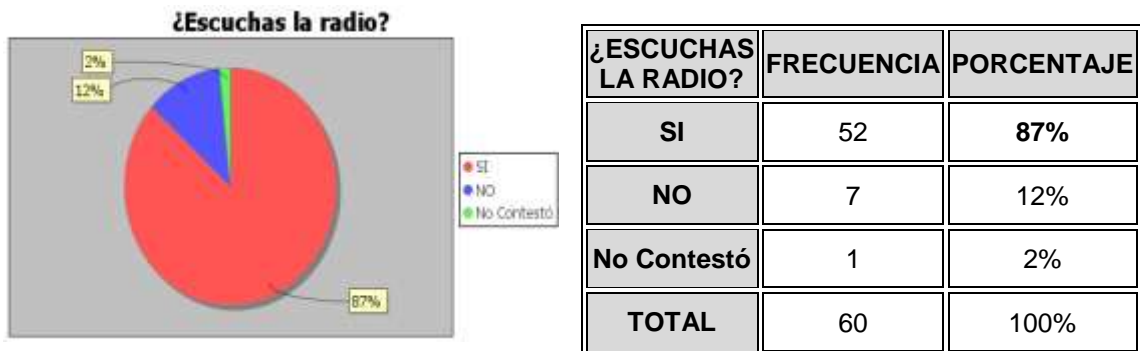 ¿Escuchas la radio?
2%
12%
87%
SI
NO
No Contestó
¿ESCUCHAS LA RADIO? FRECUENCIA PORCENTAJE
SI 52 87%
NO 7 12%
No Contestó 1 2%
TOTAL 60 100%